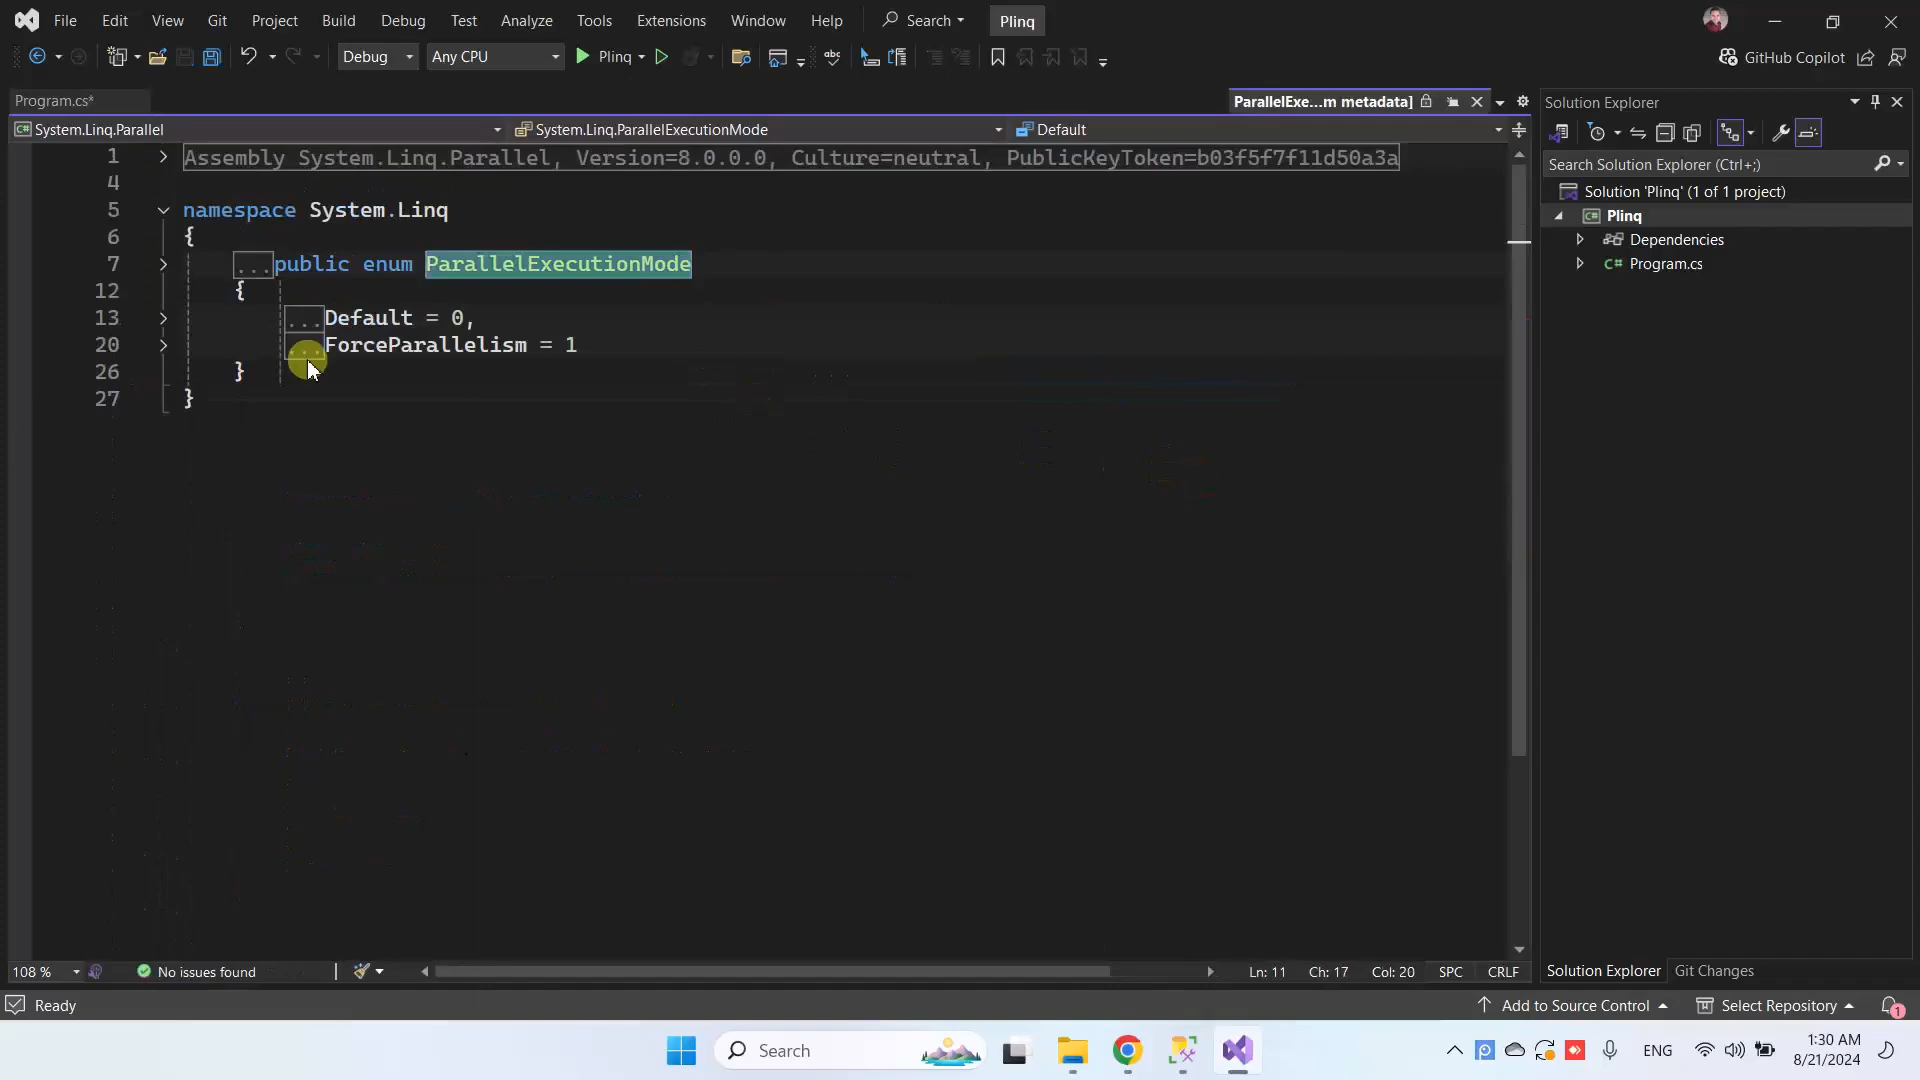 File Edit View Git Project Build Debug Test Analyze Tools Extensions Window Help Search Plinq
Debug Any CPU Plinq GitHub Copilot
Program.cs* ParallelExe...m metadata]
System.Linq.Parallel System.Linq.ParallelExecutionMode Default
1 Assembly System.Linq.Parallel, Version=8.0.0.0, Culture=neutral, PublicKeyToken=b03f5f7f11d50a3a
4
5 namespace System.Linq
6 {
7 ...public enum ParallelExecutionMode
12 {
13 ...Default = 0,
20 ...ForceParallelism = 1
26 }
27 }
108 % No issues found Ln: 11 Ch: 17 Col: 20 SPC CRLF
Solution Explorer
Search Solution Explorer (Ctrl+;)
Solution 'Plinq' (1 of 1 project)
Plinq
Dependencies
C# Program.cs
Solution Explorer Git Changes
Ready Add to Source Control Select Repository 1
Search ENG 1:30 AM
8/21/2024